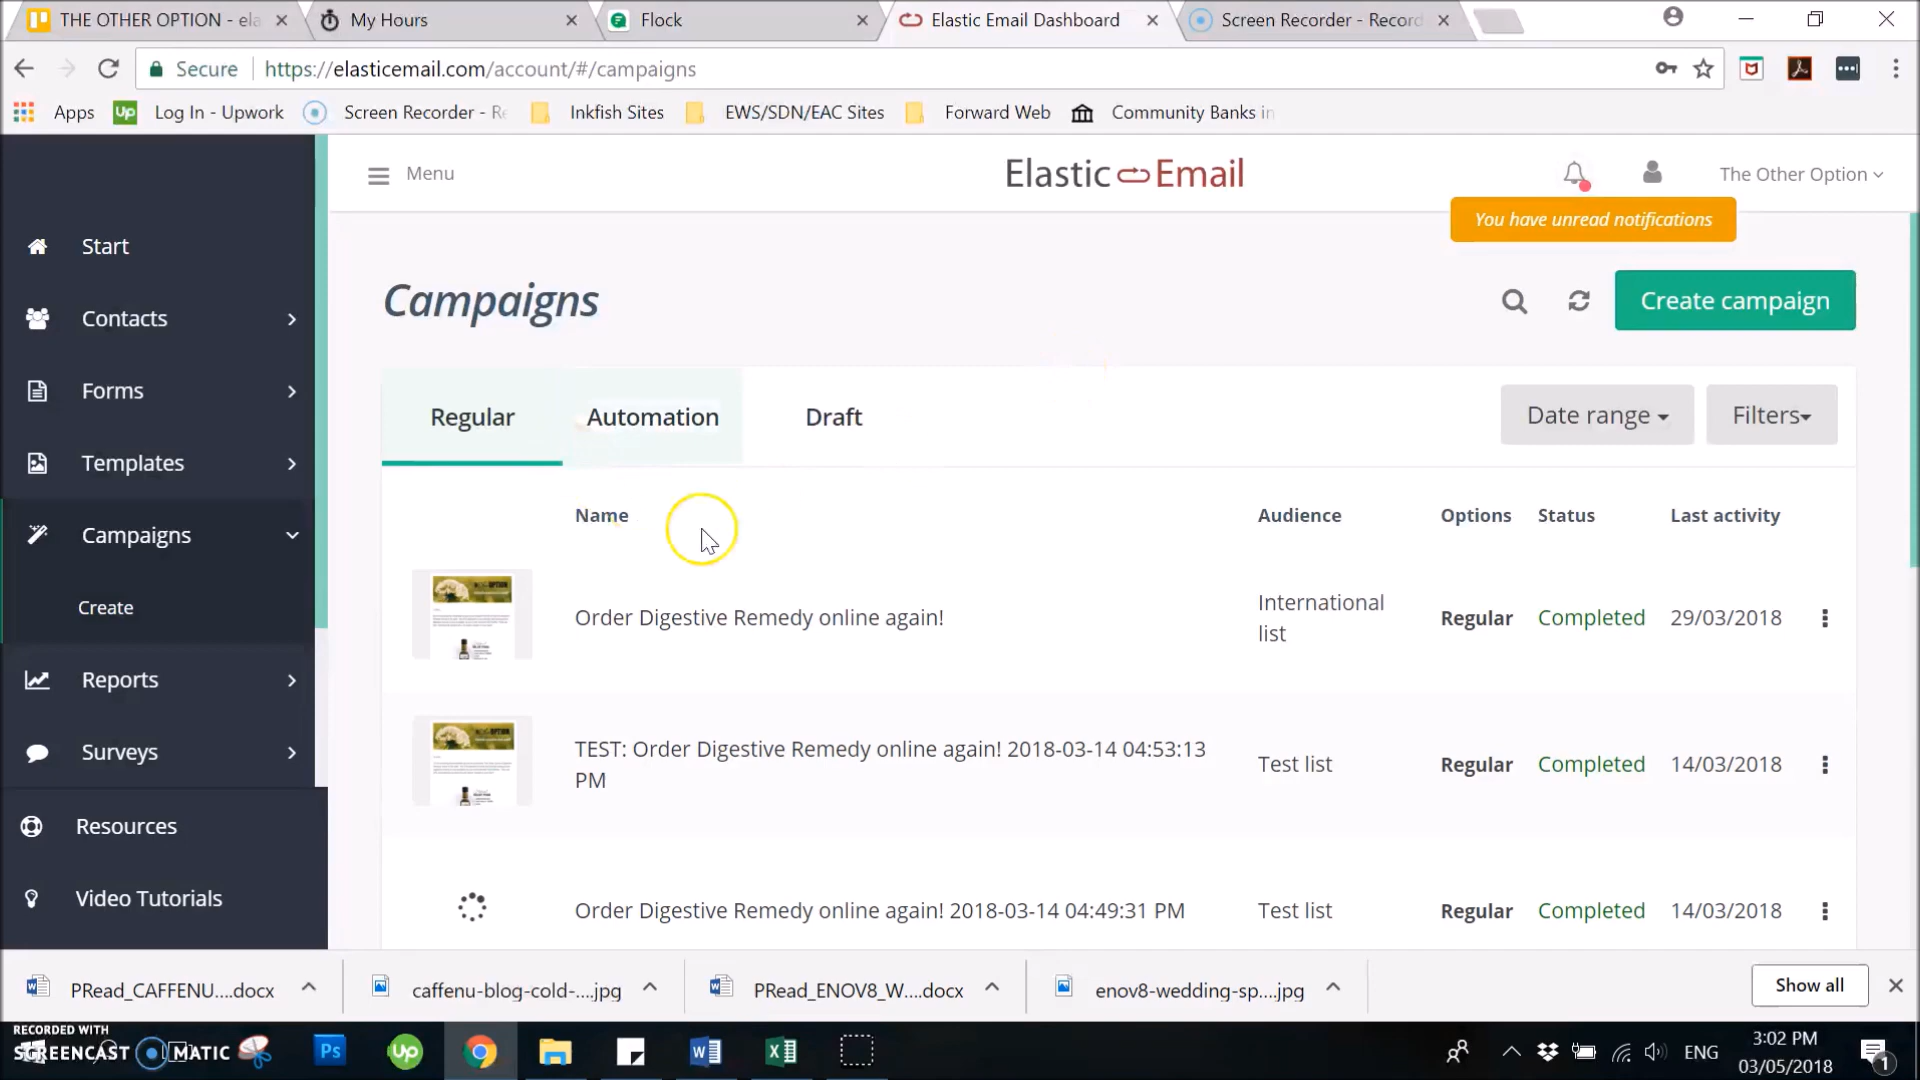 THE OTHER OPTION - ela
My Hours
Flock
Elastic Email Dashboard
Screen Recorder - Record
Secure
https://elasticemail.com/account/#/campaigns
Apps
Up
Log In - Upwork
Screen Recorder - Re
Inkfish Sites
EWS/SDN/EAC Sites
Forward Web
Community Banks in
Menu
Elastic Email
The Other Option
You have unread notifications
Start
Contacts
Forms
Templates
Campaigns
Create
Reports
Surveys
Resources
Video Tutorials
Campaigns
Create campaign
Regular
Automation
Draft
Date range
Filters
Name
Audience
Options
Status
Last activity
Order Digestive Remedy online again!
International list
Regular
Completed
29/03/2018
TEST: Order Digestive Remedy online again! 2018-03-14 04:53:13 PM
Test list
Regular
Completed
14/03/2018
Order Digestive Remedy online again! 2018-03-14 04:49:31 PM
Test list
Regular
Completed
14/03/2018
PRead_CAFFENU....docx
caffenu-blog-cold-....jpg
PRead_ENOV8_W....docx
enov8-wedding-sp....jpg
Show all
RECORDED WITH
SCREENCAST MATIC
Ps
Up
ENG
3:02 PM
03/05/2018
1